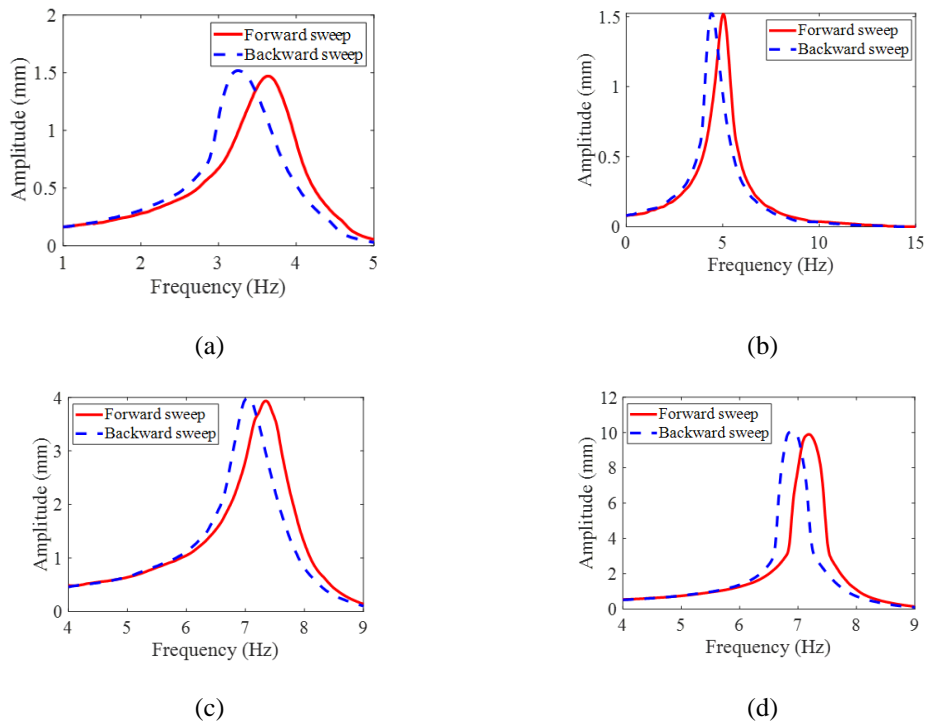 2
Forward sweep
Backward sweep
1.5
1
0.5
0
1 2 3 4 5
Amplitude (mm)
Frequency (Hz)
(a)
1.5
Forward sweep
Backward sweep
1
0.5
0
0 5 10 15
Amplitude (mm)
Frequency (Hz)
(b)
4
Forward sweep
Backward sweep
3
2
1
0
4 5 6 7 8 9
Amplitude (mm)
Frequency (Hz)
(c)
12
Forward sweep
Backward sweep
10
8
6
4
2
0
4 5 6 7 8 9
Amplitude (mm)
Frequency (Hz)
(d)